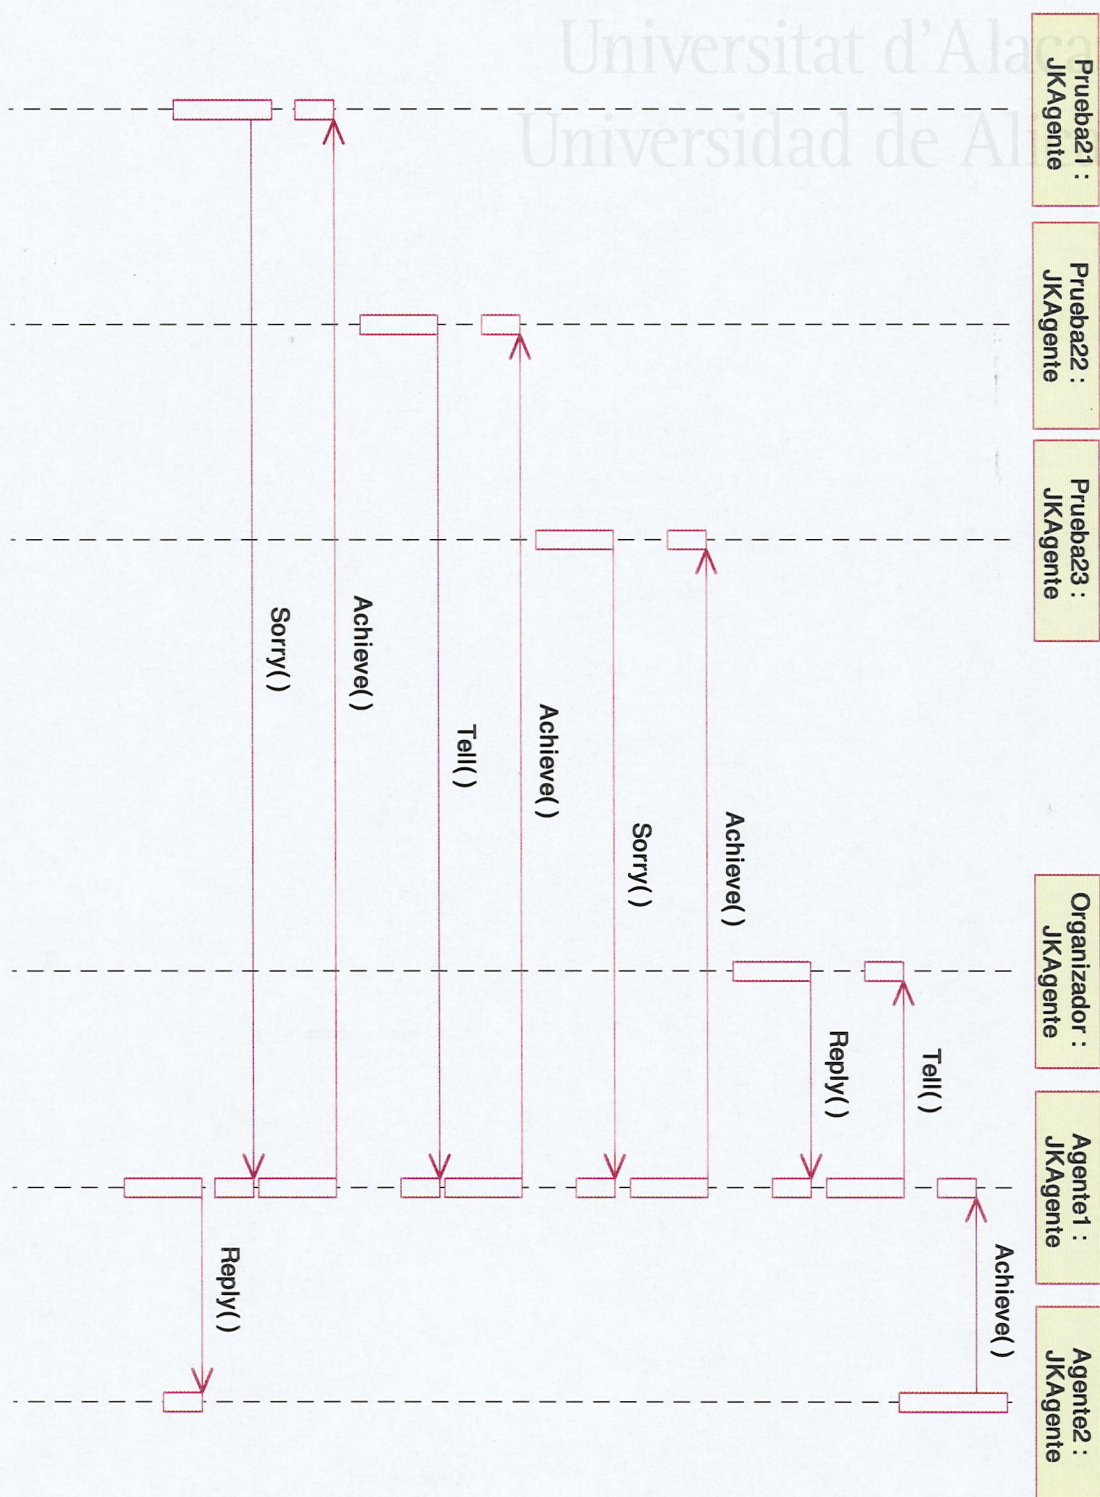 Universitat d'Alaca
Universidad de Ali
Prueba21 :
JKAgente
Prueba22 :
JKAgente
Prueba23 :
JKAgente
Organizador :
JKAgente
Agente1 :
JKAgente
Agente2 :
JKAgente
Achieve( )
Tell( )
Reply( )
Achieve( )
Sorry( )
Achieve( )
Tell( )
Achieve( )
Sorry( )
Reply( )